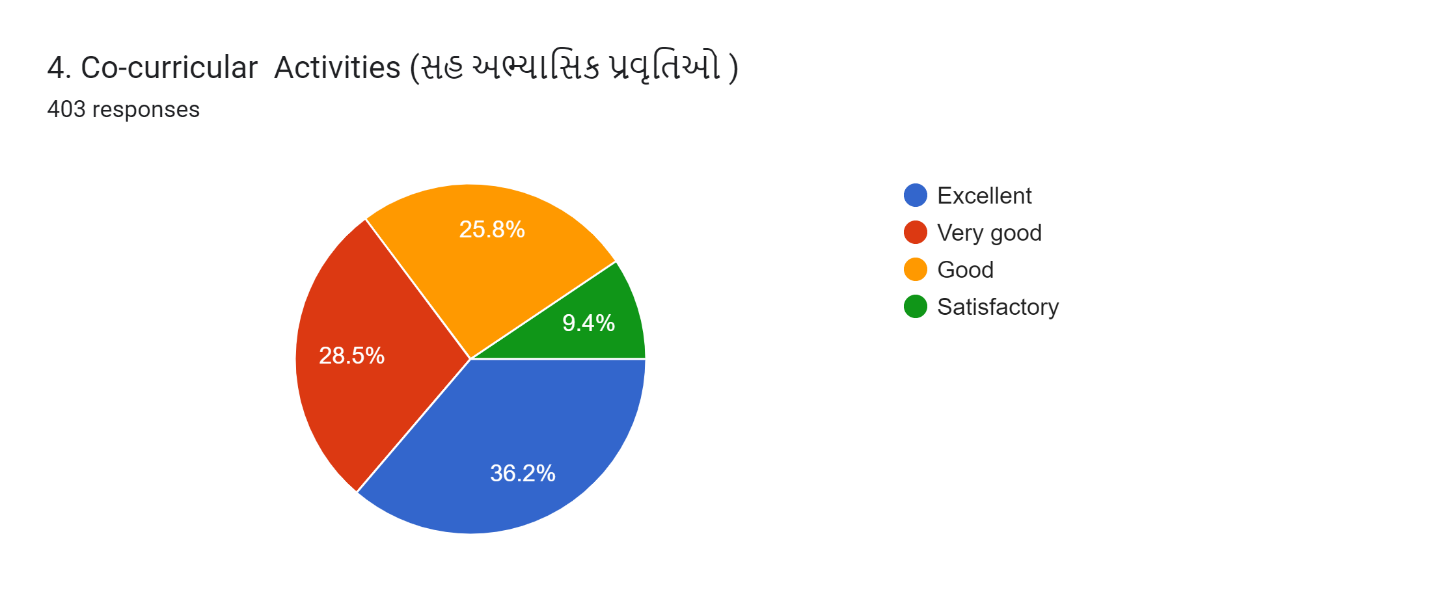 4. Co-curricular  Activities (સહ અભ્યાસિક પ્રવૃતિઓ )
403 responses
Excellent
Very good
Good
Satisfactory
25.8%
9.4%
28.5%
36.2%